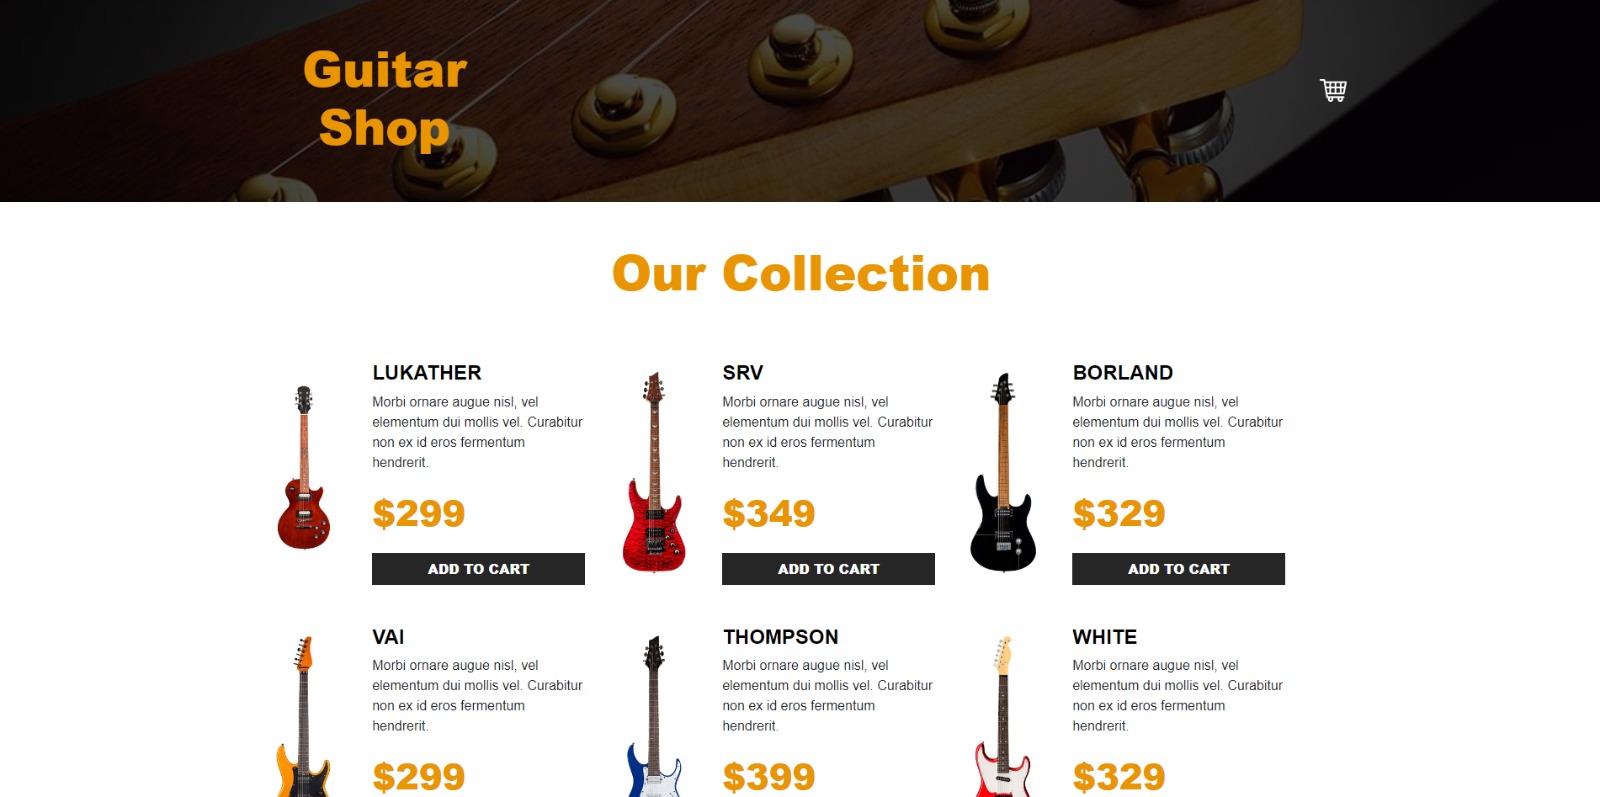 Guitar
Shop
Our Collection
LUKATHER
Morbi ornare augue nisl, vel
elementum dui mollis vel. Curabitur
non ex id eros fermentum
hendrerit.
$299
ADD TO CART
SRV
Morbi ornare augue nisl, vel
elementum dui mollis vel. Curabitur
non ex id eros fermentum
hendrerit.
$349
ADD TO CART
BORLAND
Morbi ornare augue nisl, vel
elementum dui mollis vel. Curabitur
non ex id eros fermentum
hendrerit.
$329
ADD TO CART
VAI
Morbi ornare augue nisl, vel
elementum dui mollis vel. Curabitur
non ex id eros fermentum
hendrerit.
$299
THOMPSON
Morbi ornare augue nisl, vel
elementum dui mollis vel. Curabitur
non ex id eros fermentum
hendrerit.
$399
WHITE
Morbi ornare augue nisl, vel
elementum dui mollis vel. Curabitur
non ex id eros fermentum
hendrerit.
$329